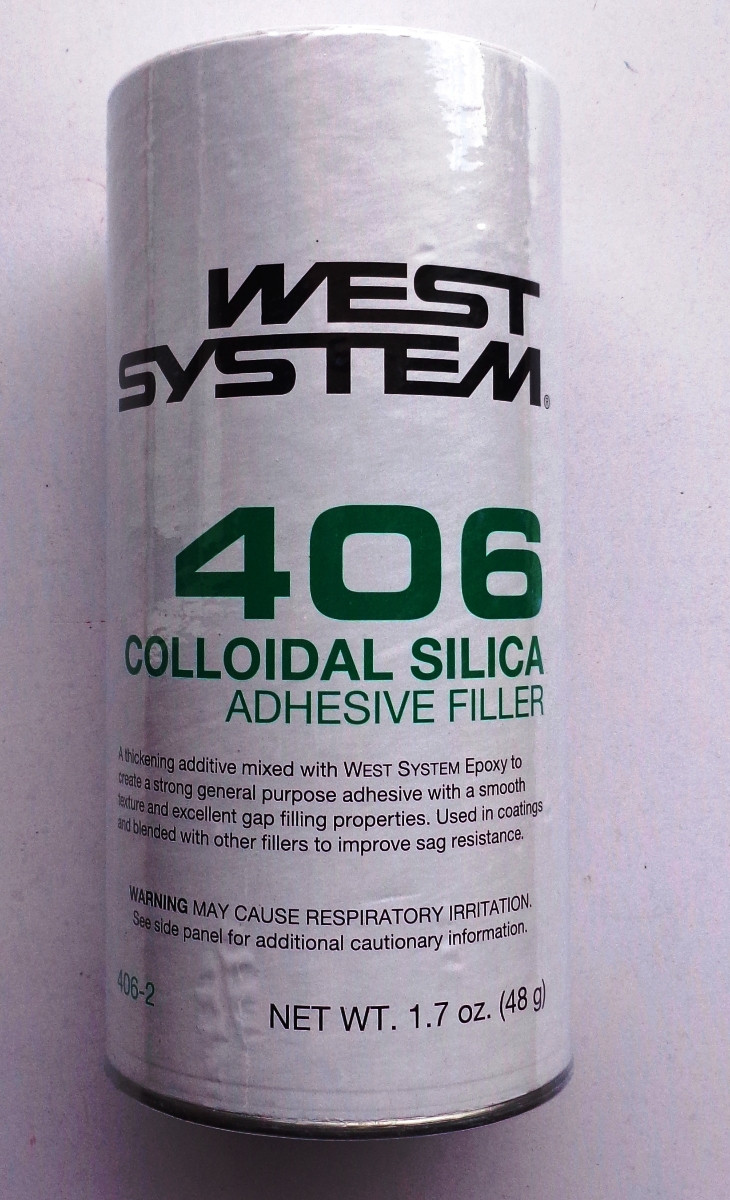 WEST
SYSTEM®
406
COLLOIDAL SILICA
ADHESIVE FILLER
A thickening additive mixed with WEST SYSTEM Epoxy to
create a strong general purpose adhesive with a smooth
texture and excellent gap filling properties. Used in coatings
and blended with other fillers to improve sag resistance.
WARNING MAY CAUSE RESPIRATORY IRRITATION.
See side panel for additional cautionary information.
406-2
NET WT. 1.7 oz. (48 g)